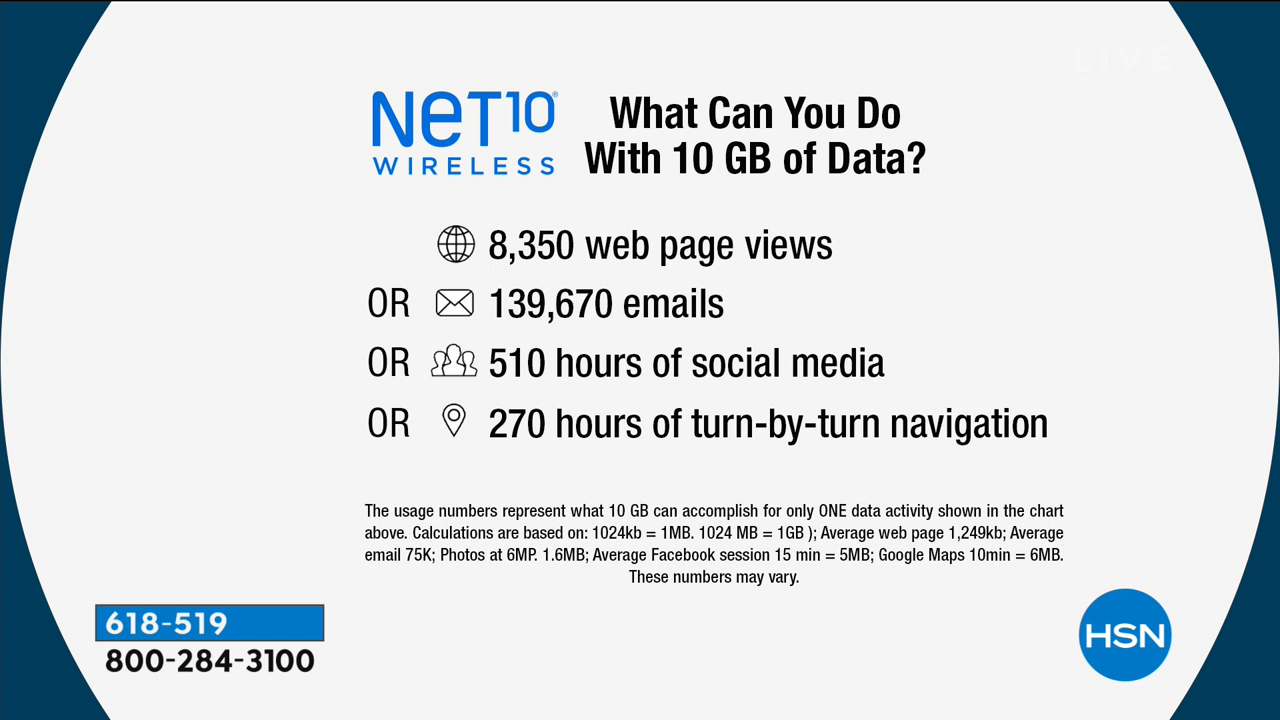 LIVE
NET10®
WIRELESS
What Can You Do
With 10 GB of Data?
8,350 web page views
OR 139,670 emails
OR 510 hours of social media
OR 270 hours of turn-by-turn navigation
The usage numbers represent what 10 GB can accomplish for only ONE data activity shown in the chart
above. Calculations are based on: 1024kb = 1MB. 1024 MB = 1GB ); Average web page 1,249kb; Average
email 75K; Photos at 6MP. 1.6MB; Average Facebook session 15 min = 5MB; Google Maps 10min = 6MB.
These numbers may vary.
618-519
800-284-3100
HSN